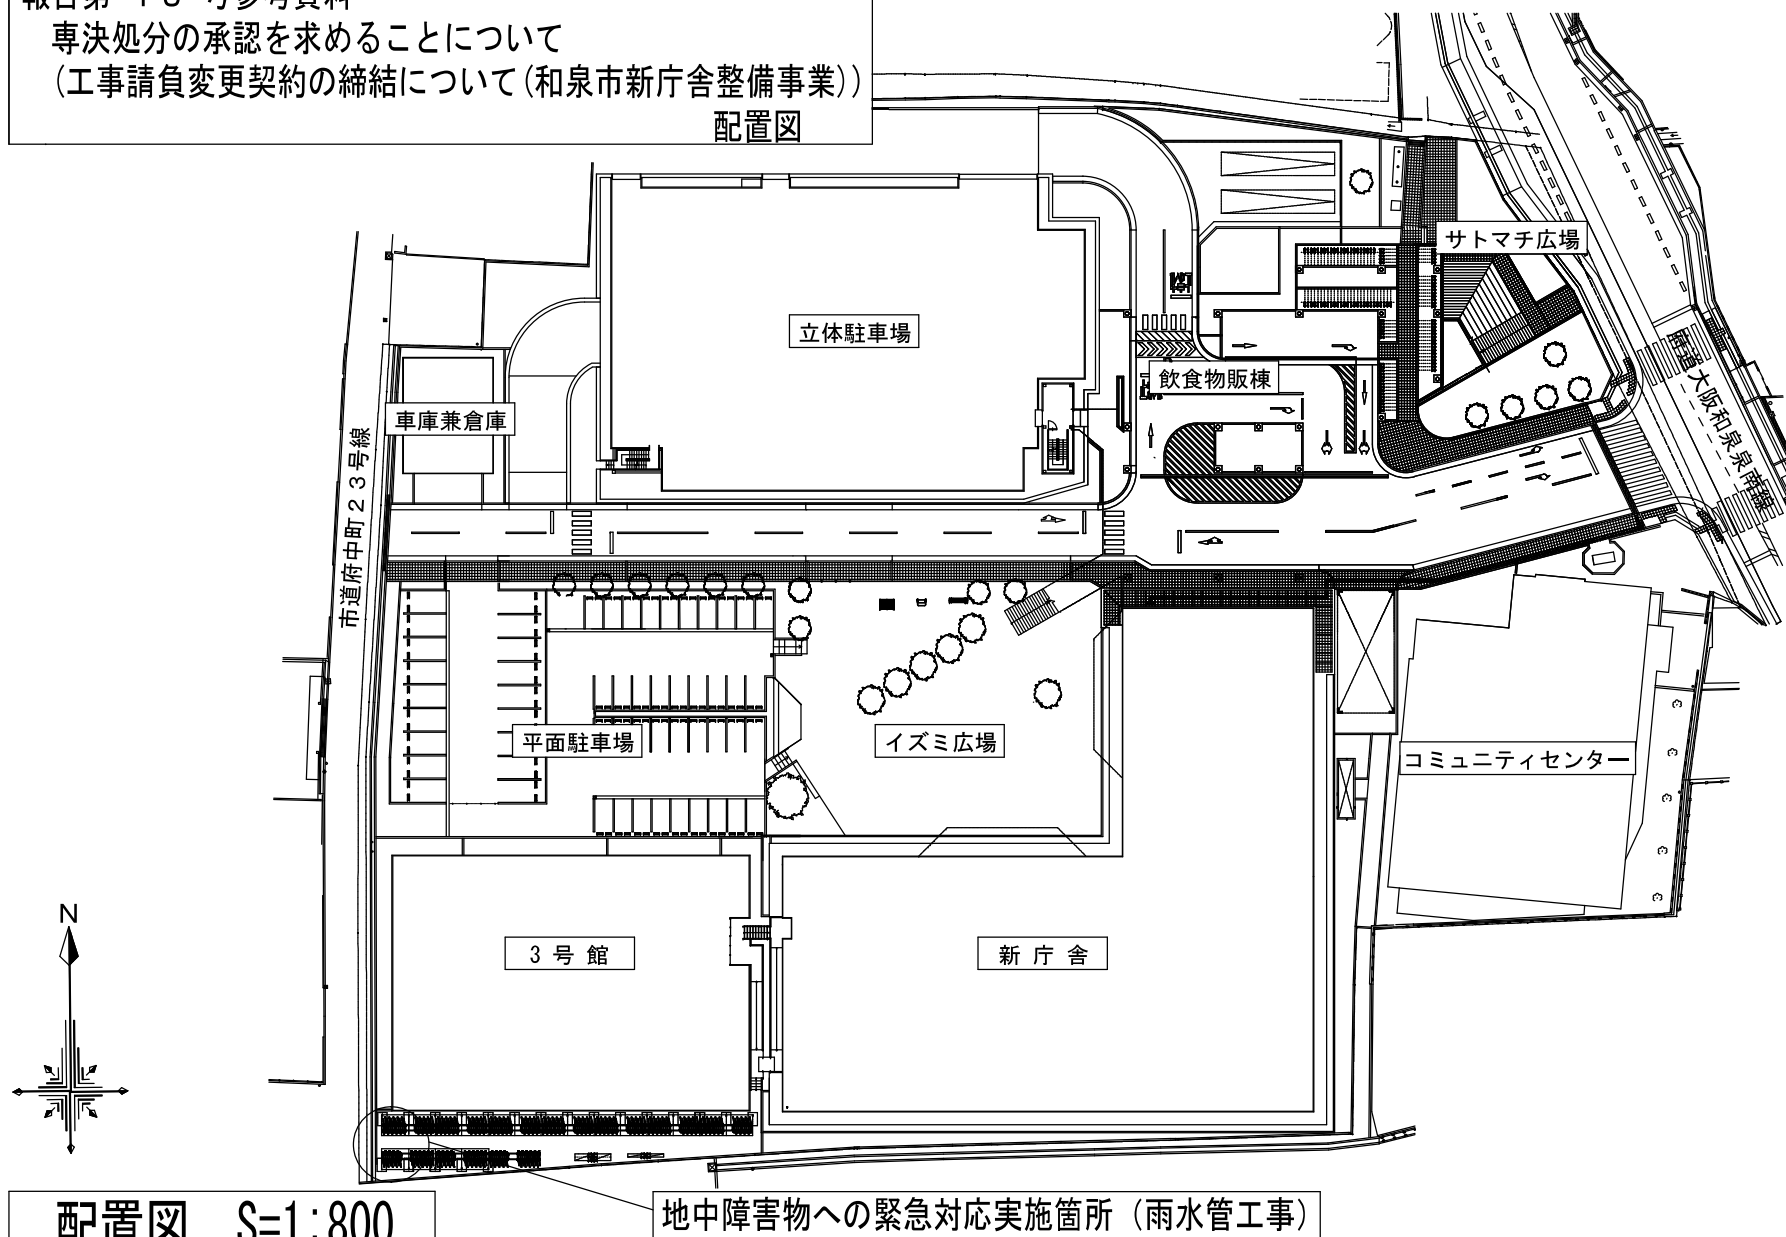 専決処分の承認を求めることについて
(工事請負変更契約の締結について(和泉市新庁舎整備事業))
配置図
サトマチ広場
立体駐車場
飲食物販棟
車庫兼倉庫
府道大阪和泉泉南線
市道府中町23号線
平面駐車場
イズミ広場
コミュニティセンター
N
3号館
新庁舎
地中障害物への緊急対応実施箇所(雨水管工事)
配置図 S=1:800